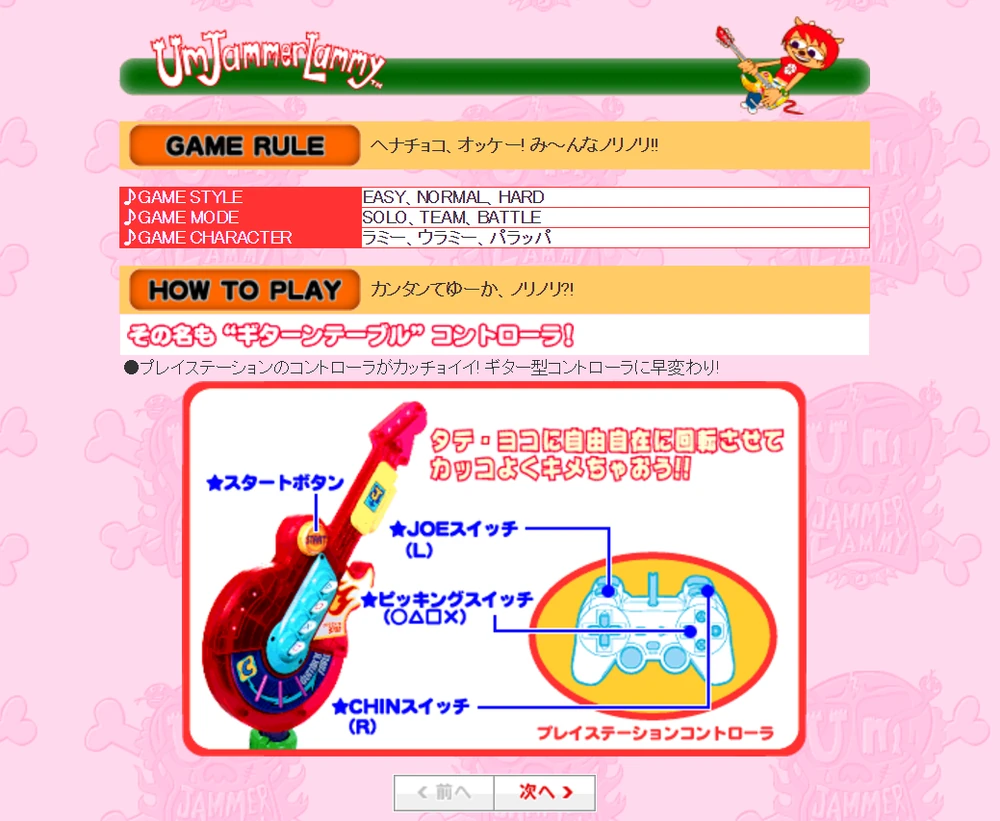 UmJammerLammy™
GAME RULE
ヘナチョコ、オッケー! み〜んなノリノリ!!
♪GAME STYLE
EASY、NORMAL、HARD
♪GAME MODE
SOLO、TEAM、BATTLE
♪GAME CHARACTER
ラミー、ウラミー、パラッパ
HOW TO PLAY
カンタンてゆーか、ノリノリ?!
その名も“ギターンテーブル”コントローラ!
●プレイステーションのコントローラがカッチョイイ! ギター型コントローラに早変わり!
タテ・ヨコに自由自在に回転させて
カッコよくキメちゃおう!!
★スタートボタン
START
★JOEスイッチ
(L)
★ピッキングスイッチ
(○△□×)
★CHINスイッチ
(R)
プレイステーションコントローラ
< 前へ
次へ >